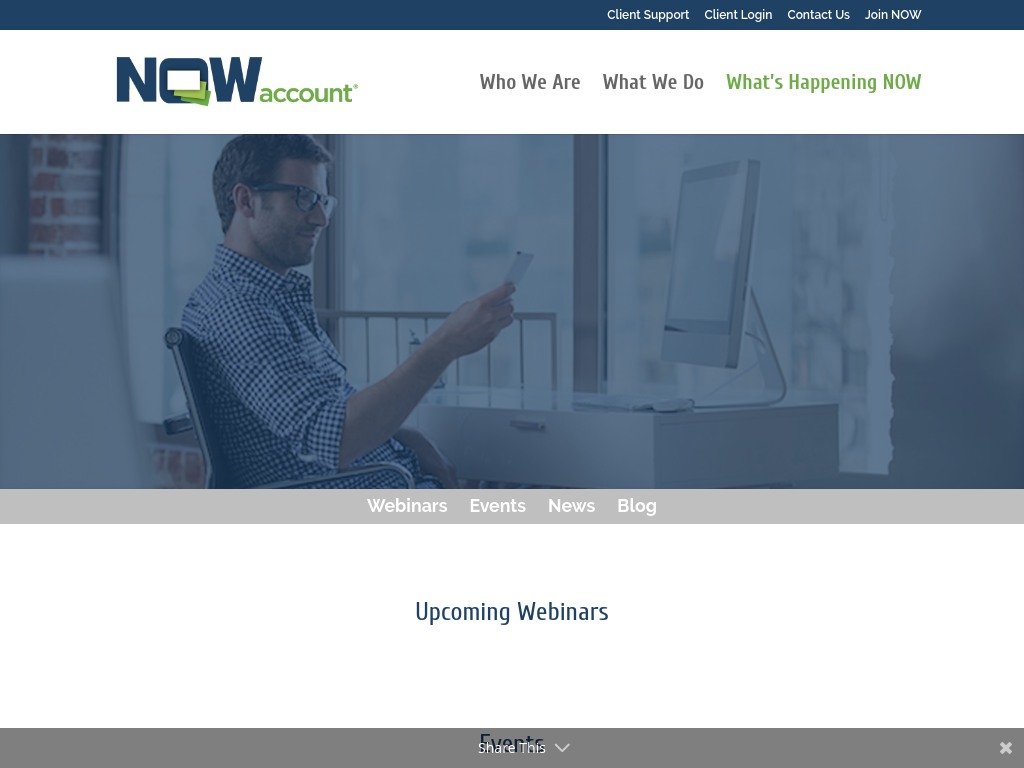 Client Support Client Login Contact Us Join NOW
NOWaccount®
Who We Are What We Do What's Happening NOW
Webinars Events News Blog
Upcoming Webinars
Events
Share This